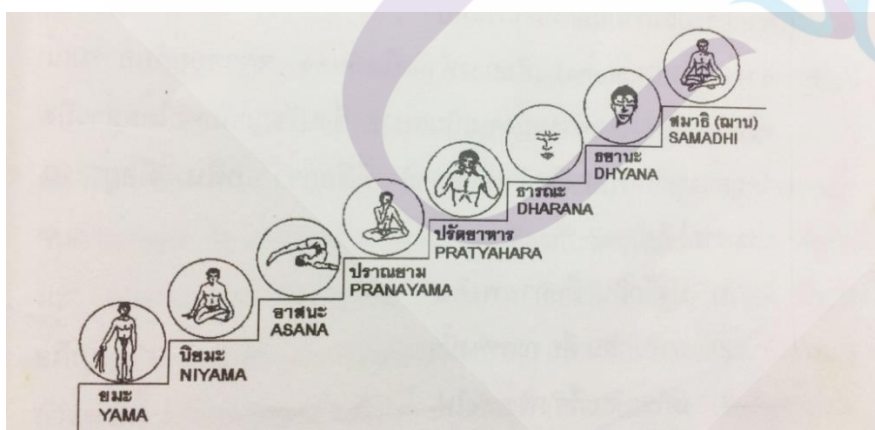 ยมะ
YAMA
นิยมะ
NIYAMA
อาสนะ
ASANA
ปราณยาม
PRANAYAMA
ปรัตยาหาร
PRATYAHARA
ธารณะ
DHARANA
ธยานะ
DHYANA
สมาธิ (ฌาน)
SAMADHI